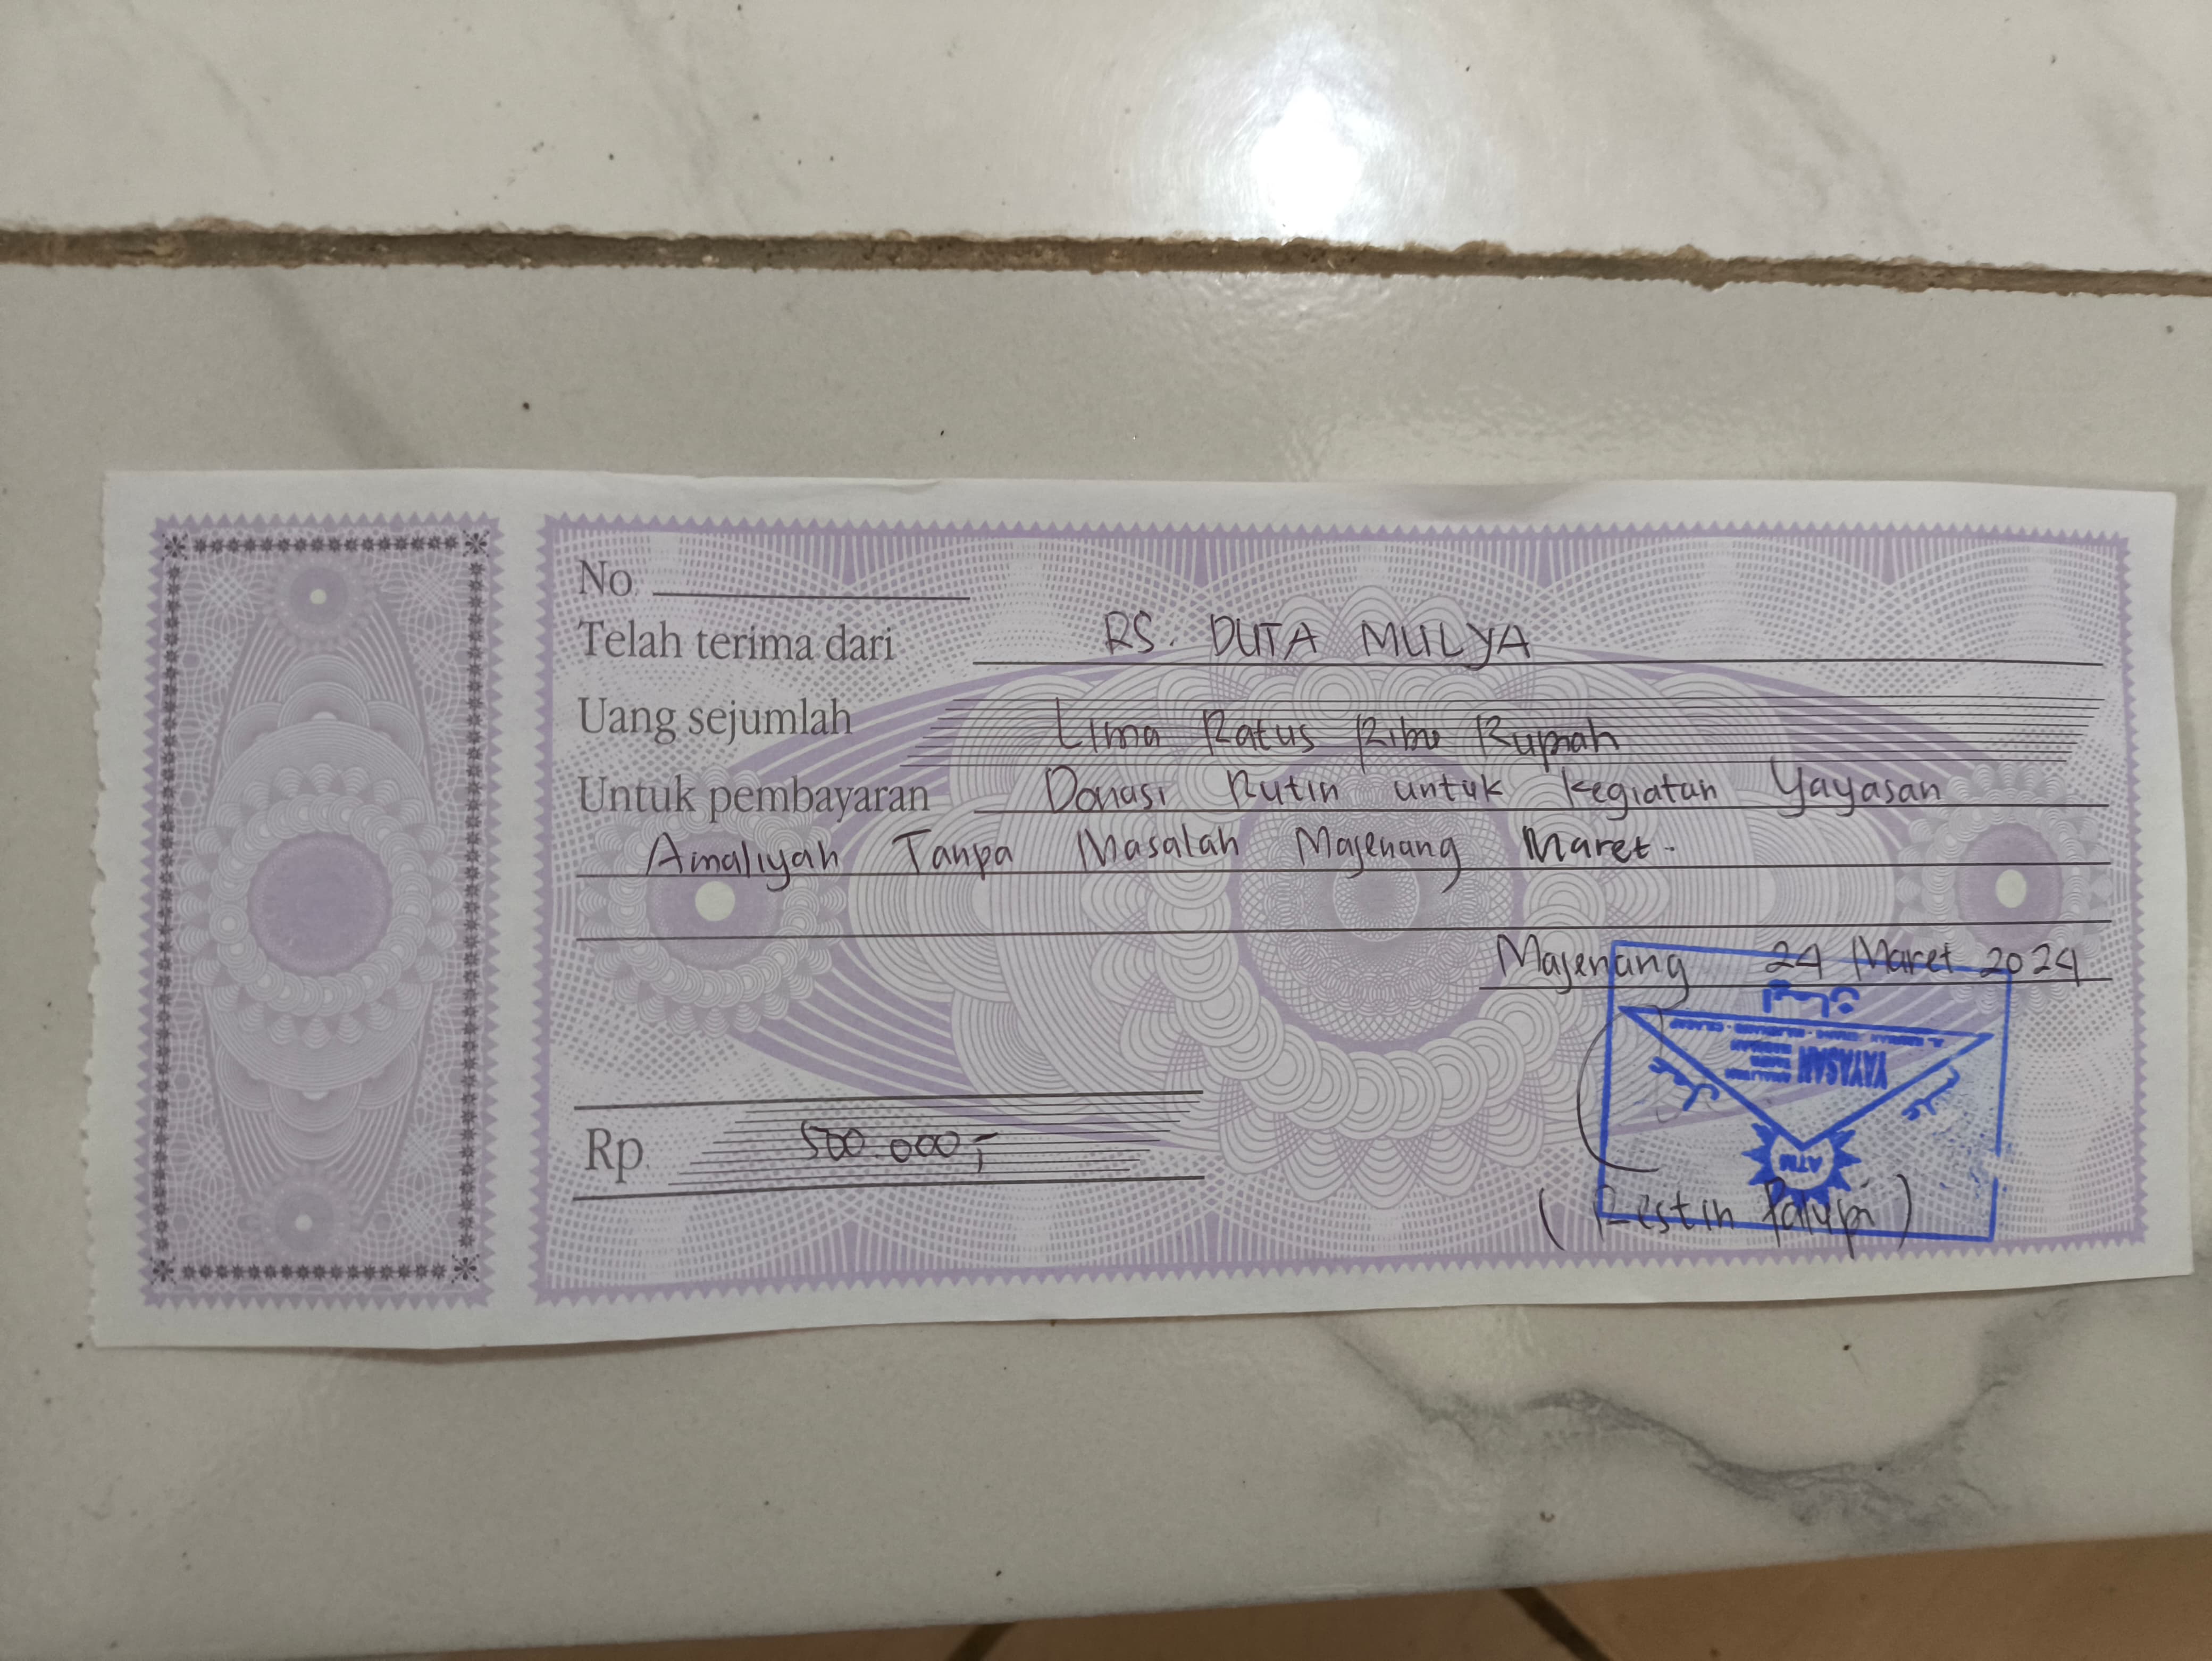 No.
Telah terima dari RS. DUTA MULYA
Uang sejumlah Lima Ratus Ribu Rupiah
Untuk pembayaran Donasi Rutin untuk kegiatan Yayasan
Amaliyah Tanpa Masalah Majenang Maret.
Majenang 24 Maret 2024
YAYASAN
ATM
Rp. 500.000,-
(Restin Palupi)